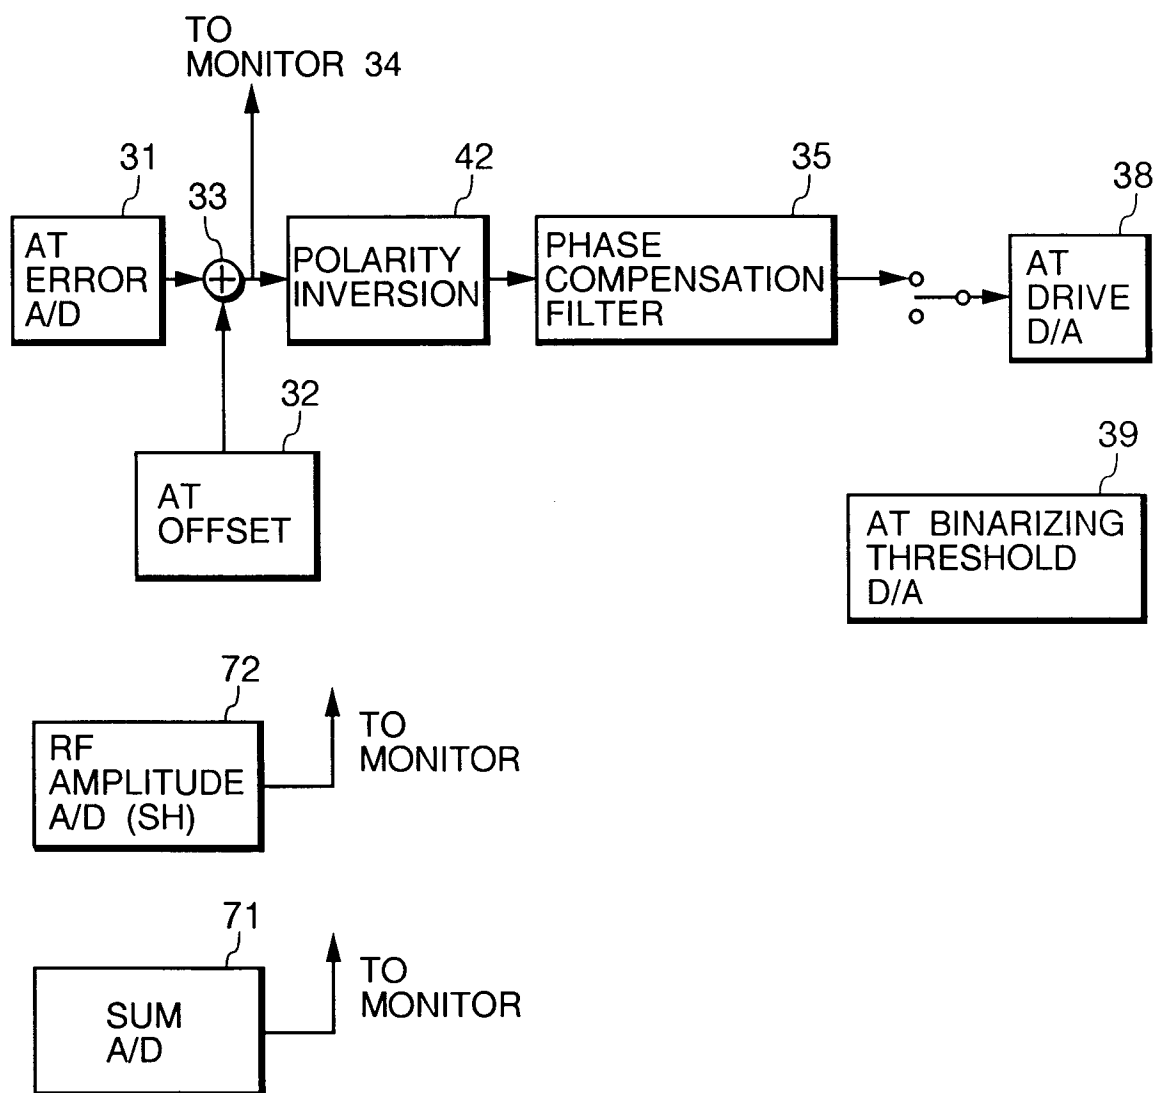 TO
MONITOR 34
31
33
42
35
38
AT
ERROR
A/D
POLARITY
INVERSION
PHASE
COMPENSATION
FILTER
AT
DRIVE
D/A
32
AT
OFFSET
39
AT BINARIZING
THRESHOLD
D/A
72
RF
AMPLITUDE
A/D (SH)
TO
MONITOR
71
SUM
A/D
TO
MONITOR